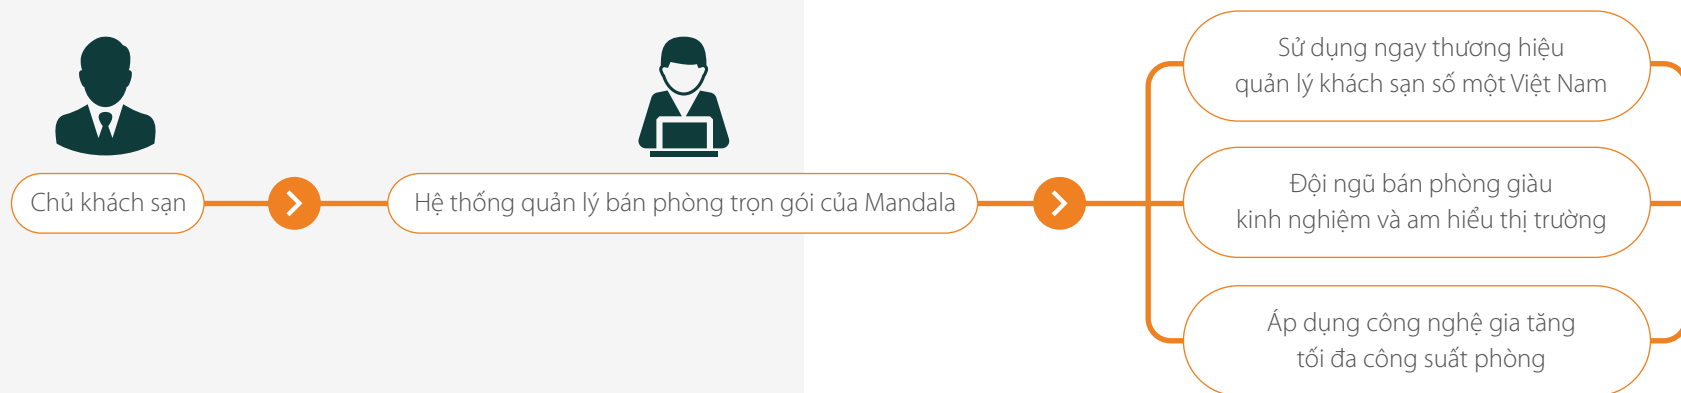 Chủ khách sạn
Hệ thống quản lý bán phòng trọn gói của Mandala
Sử dụng ngay thương hiệu
quản lý khách sạn số một Việt Nam
Đội ngũ bán phòng giàu
kinh nghiệm và am hiểu thị trường
Áp dụng công nghệ gia tăng
tối đa công suất phòng